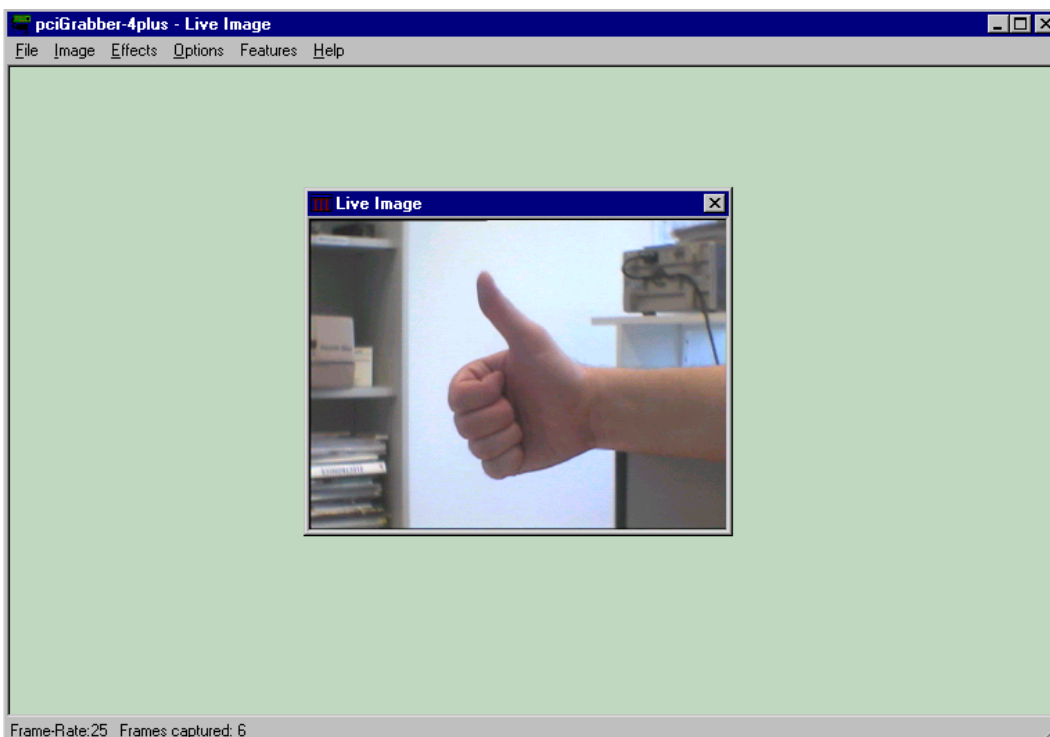 pciGrabber-4plus - Live Image
File Image Effects Options Features Help
Live Image
Frame-Rate:25 Frames captured: 6